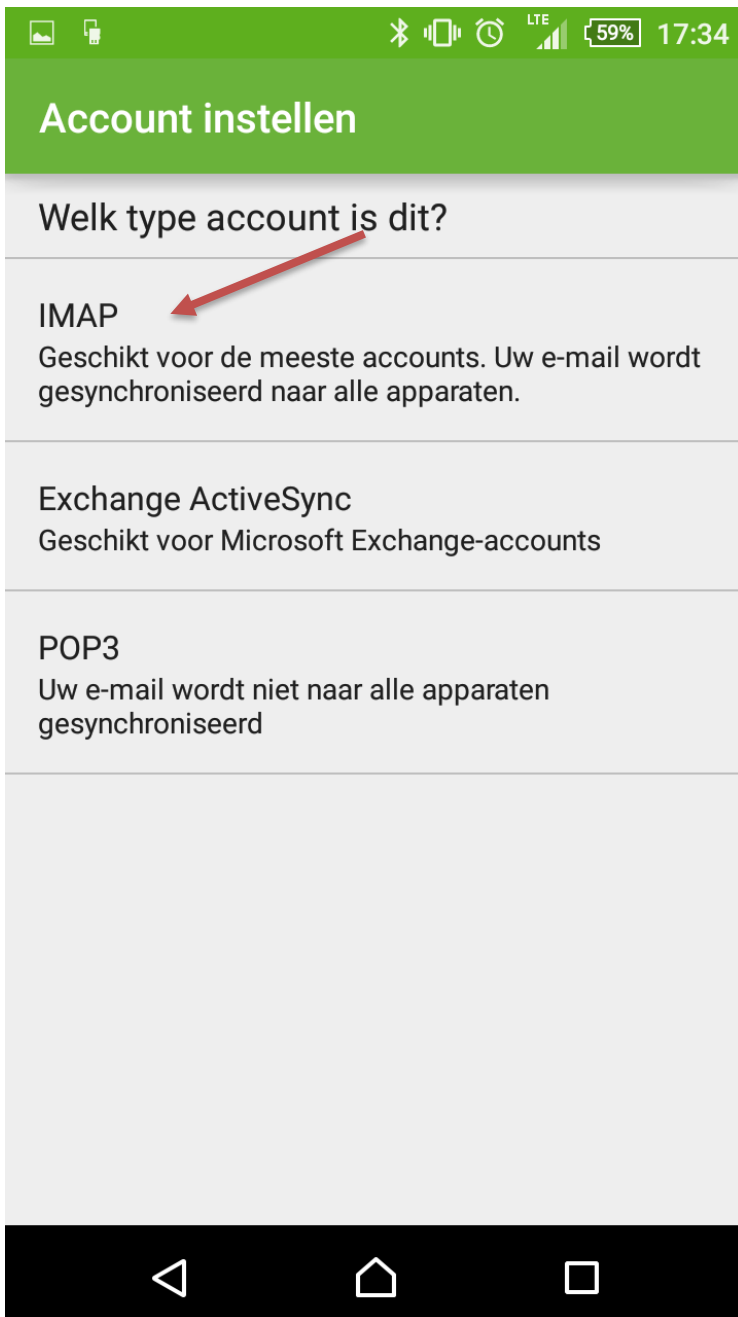 LTE 59% 17:34
Account instellen
Welk type account is dit?
IMAP
Geschikt voor de meeste accounts. Uw e-mail wordt
gesynchroniseerd naar alle apparaten.
Exchange ActiveSync
Geschikt voor Microsoft Exchange-accounts
POP3
Uw e-mail wordt niet naar alle apparaten
gesynchroniseerd